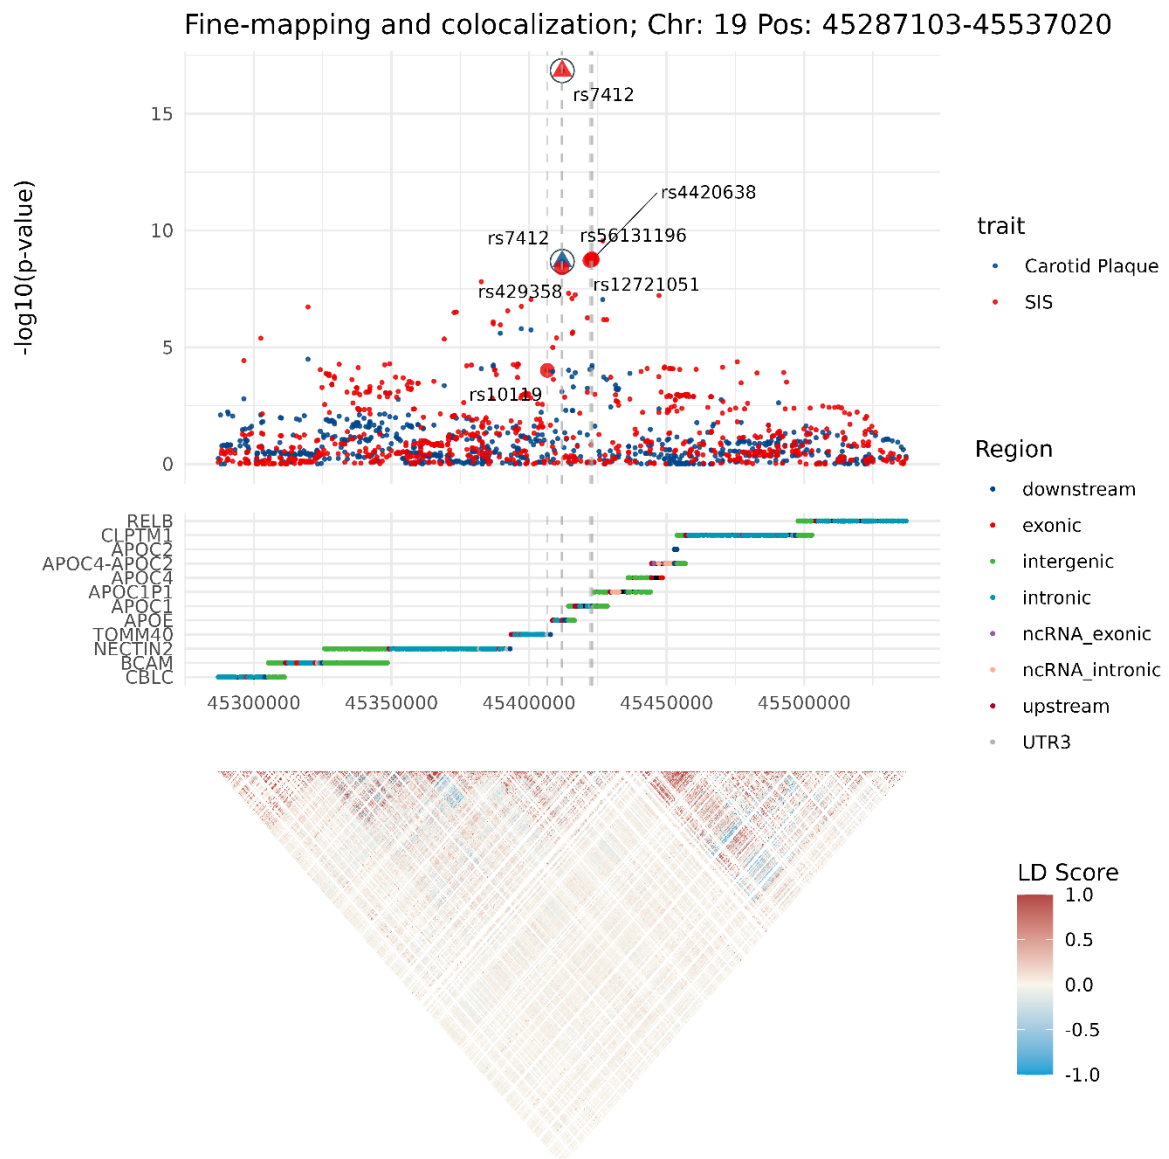 Fine-mapping and colocalization; Chr: 19 Pos: 45287103-45537020
-log10(p-value)
15
10
5
0
rs7412
rs4420638
rs7412
rs56131196
rs429358
rs12721051
rs10119
trait
Carotid Plaque
SIS
Region
downstream
exonic
intergenic
intronic
ncRNA_exonic
ncRNA_intronic
upstream
UTR3
RELB
CLPTM1
APOC2
APOC4-APOC2
APOC4
APOC1P1
APOC1
APOE
TOMM40
NECTIN2
BCAM
CBLC
45300000 45350000 45400000 45450000 45500000
LD Score
1.0
0.5
0.0
-0.5
-1.0